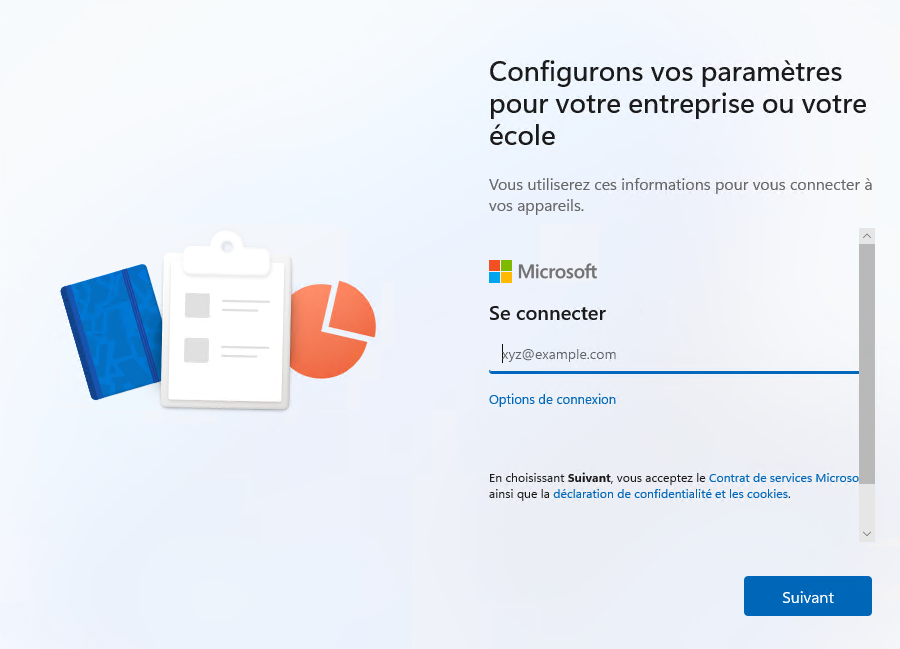 Configurons vos paramètres
pour votre entreprise ou votre
école
Vous utiliserez ces informations pour vous connecter à
vos appareils.
Microsoft
Se connecter
xyz@example.com
Options de connexion
En choisissant Suivant, vous acceptez le Contrat de services Microso
ainsi que la déclaration de confidentialité et les cookies.
Suivant